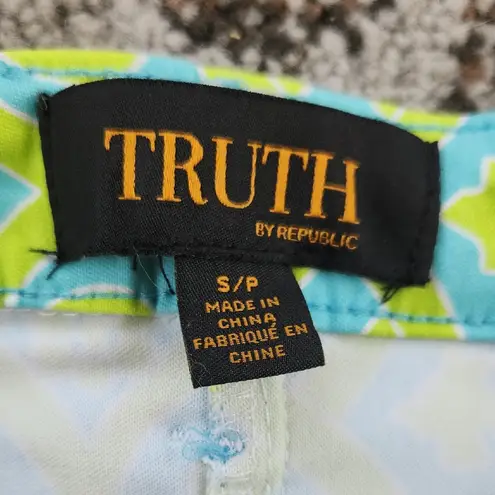 TRUTH
BY REPUBLIC
S/P
MADE IN
CHINA
FABRIQUÉ EN
CHINE